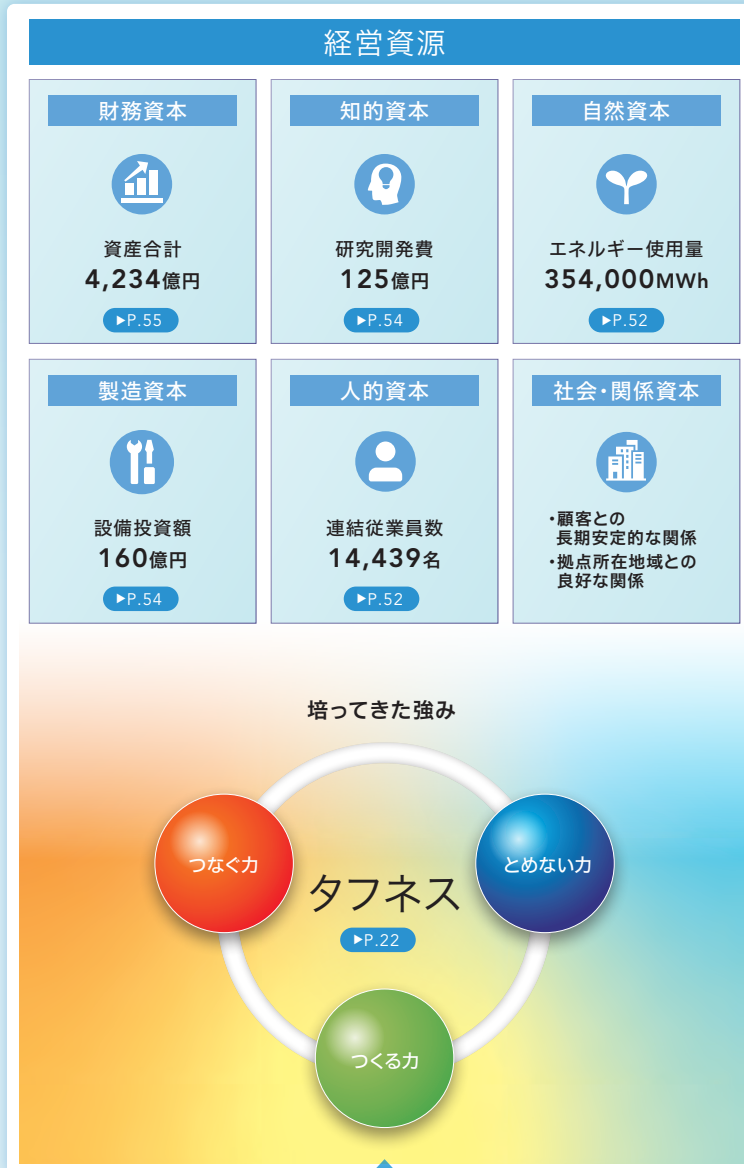 経営資源
財務資本
資産合計
4,234億円
▶P.55
知的資本
研究開発費
125億円
▶P.54
自然資本
エネルギー使用量
354,000MWh
▶P.52
製造資本
設備投資額
160億円
▶P.54
人的資本
連結従業員数
14,439名
▶P.52
社会・関係資本
・顧客との
長期安定的な関係
・拠点所在地域との
良好な関係
培ってきた強み
つなぐ力
とめない力
タフネス
▶P.22
つくる力